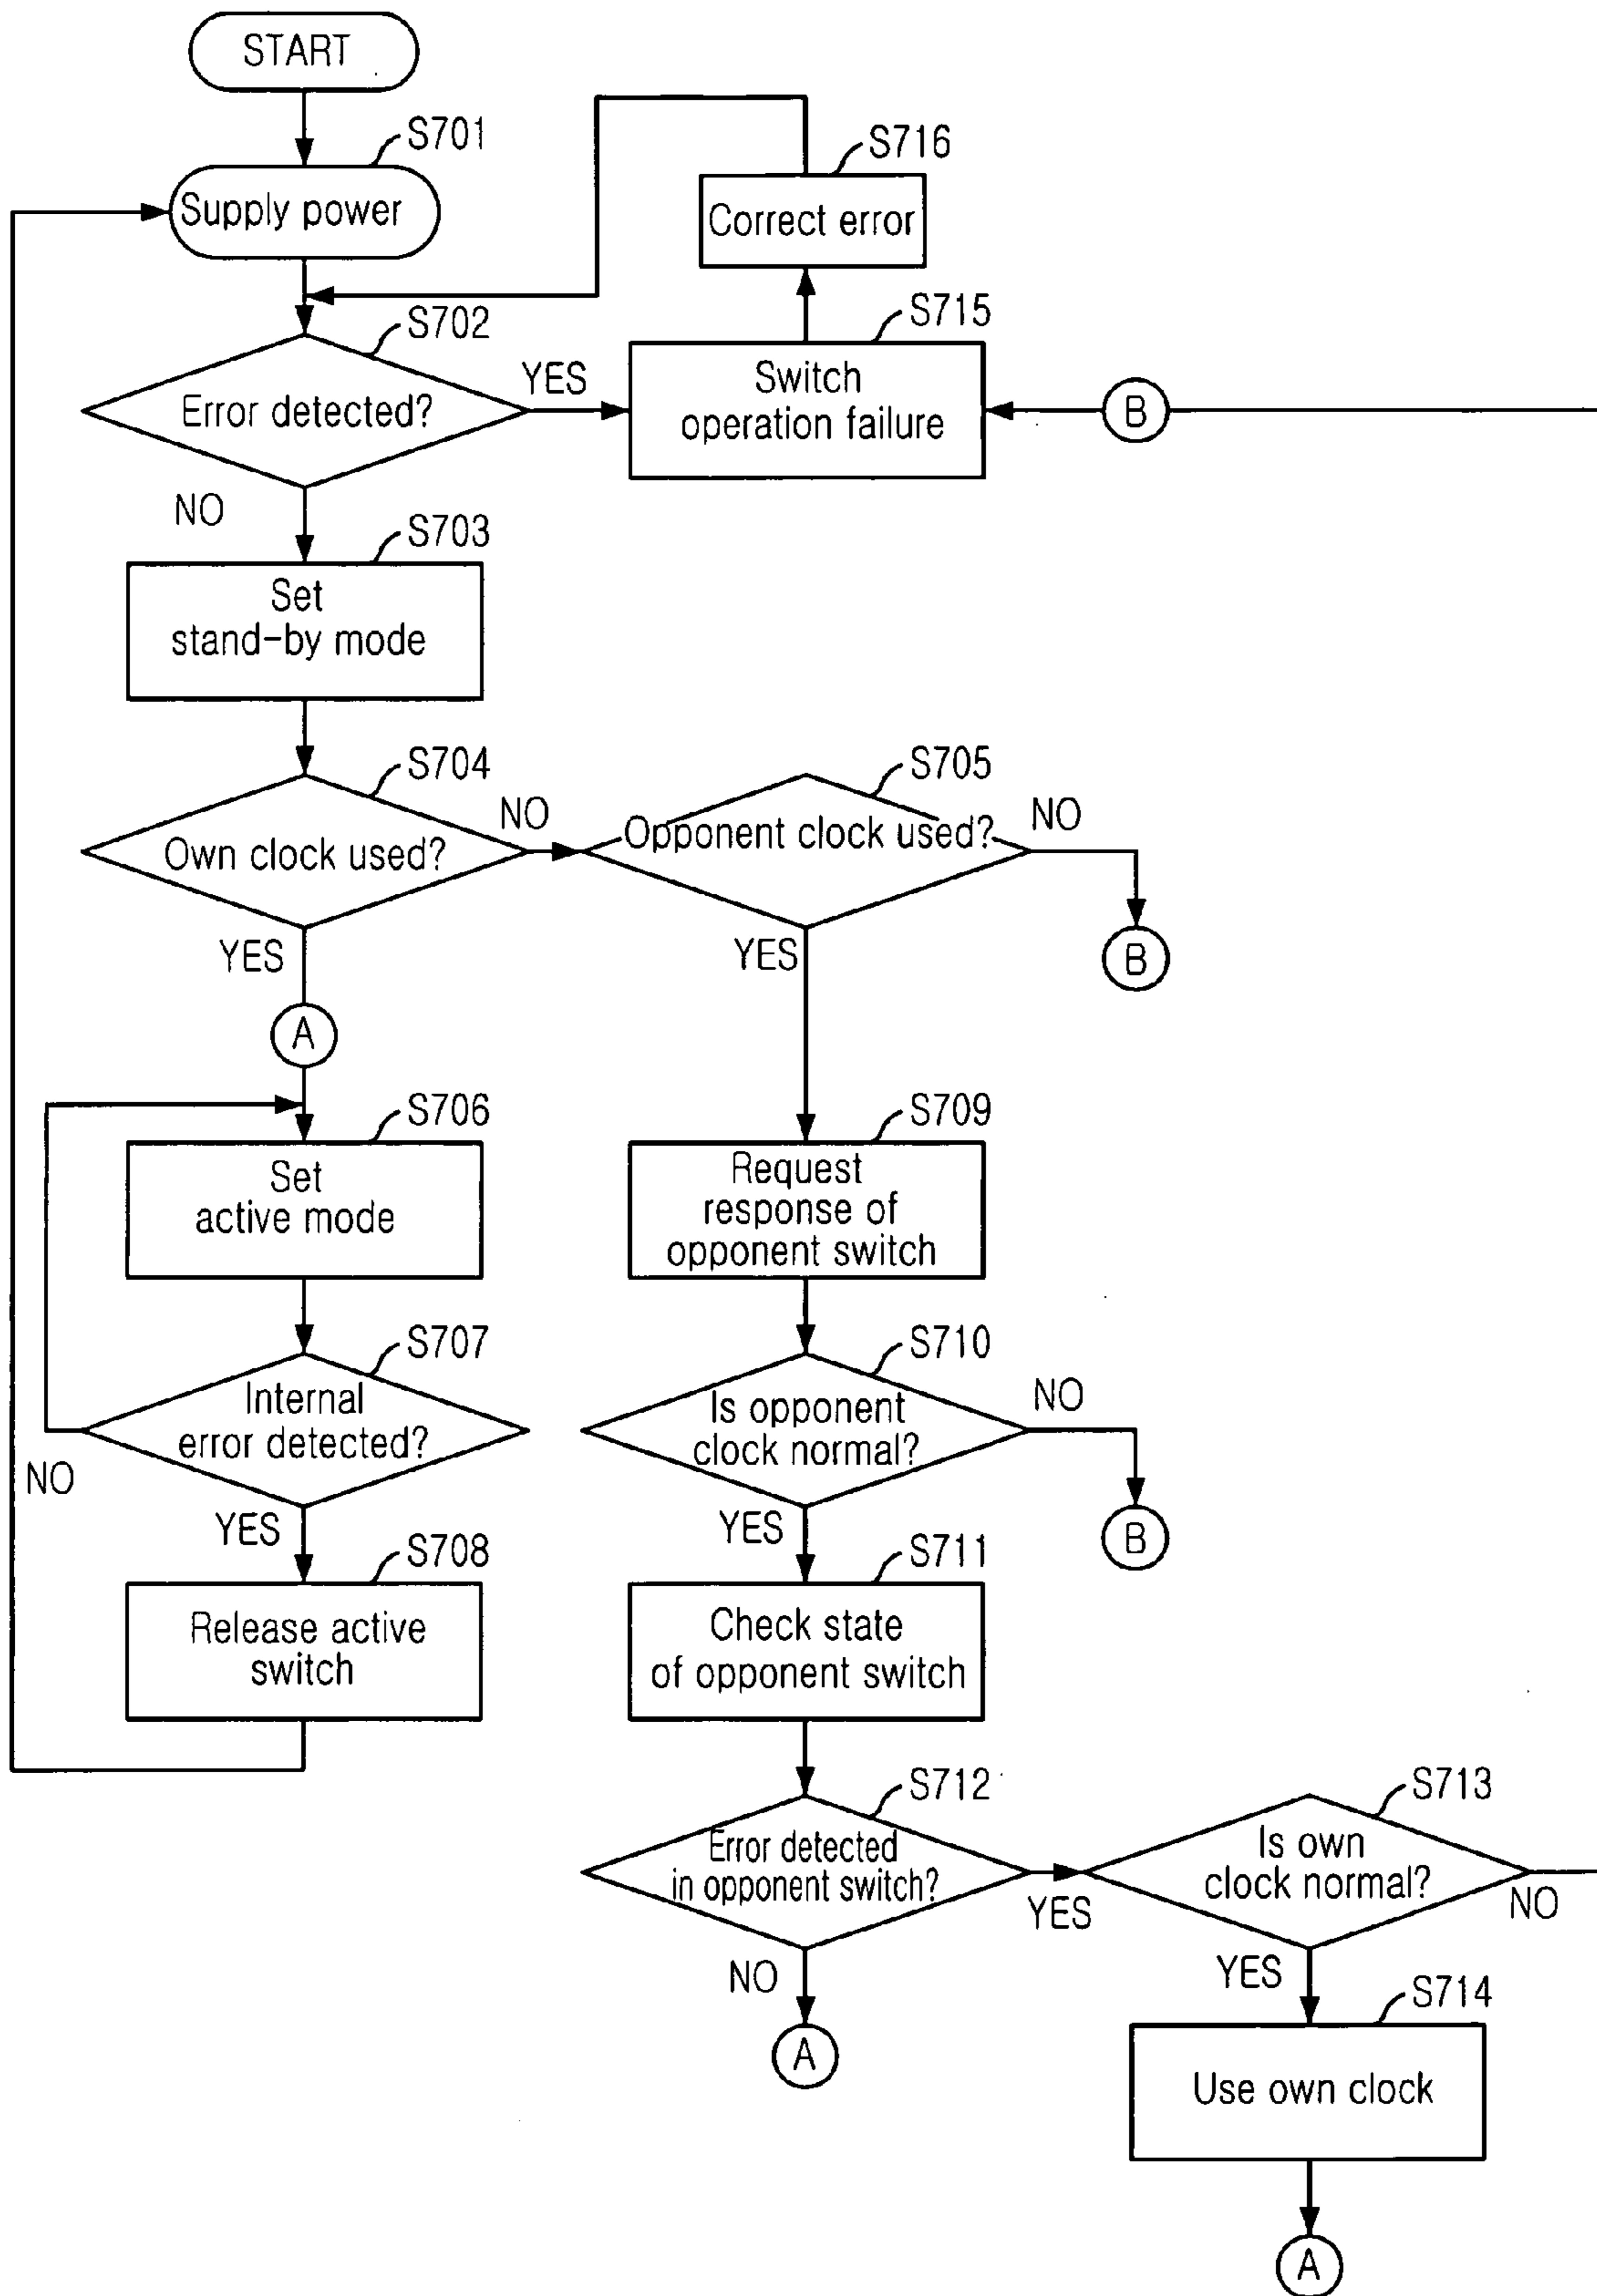 START
S701
Supply power
S716
Correct error
S702
Error detected?
YES
NO
S715
Switch
operation failure
B
S703
Set
stand-by mode
S704
Own clock used?
NO
YES
S705
Opponent clock used?
NO
YES
B
A
S706
Set
active mode
S709
Request
response of
opponent switch
S707
Internal
error detected?
NO
YES
S710
Is opponent
clock normal?
NO
YES
B
S708
Release active
switch
S711
Check state
of opponent switch
S712
Error detected
in opponent switch?
YES
NO
A
S713
Is own
clock normal?
NO
YES
S714
Use own clock
A